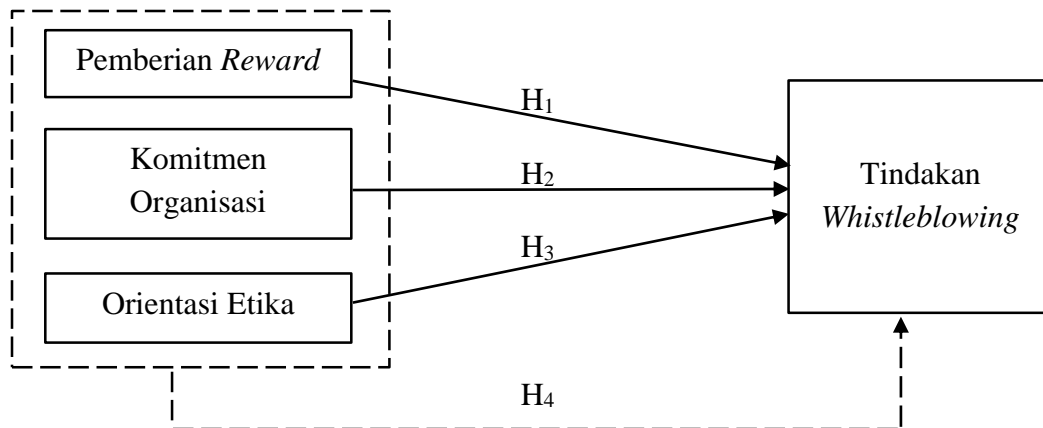 Pemberian Reward
H1
Komitmen
Organisasi
H2
Tindakan
Whistleblowing
H3
Orientasi Etika
H4